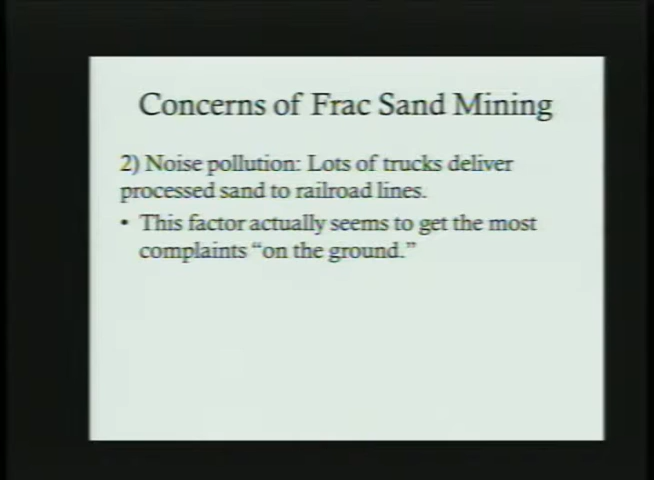 Concerns of Frac Sand Mining
2) Noise pollution: Lots of trucks deliver
processed sand to railroad lines.
• This factor actually seems to get the most
complaints “on the ground.”